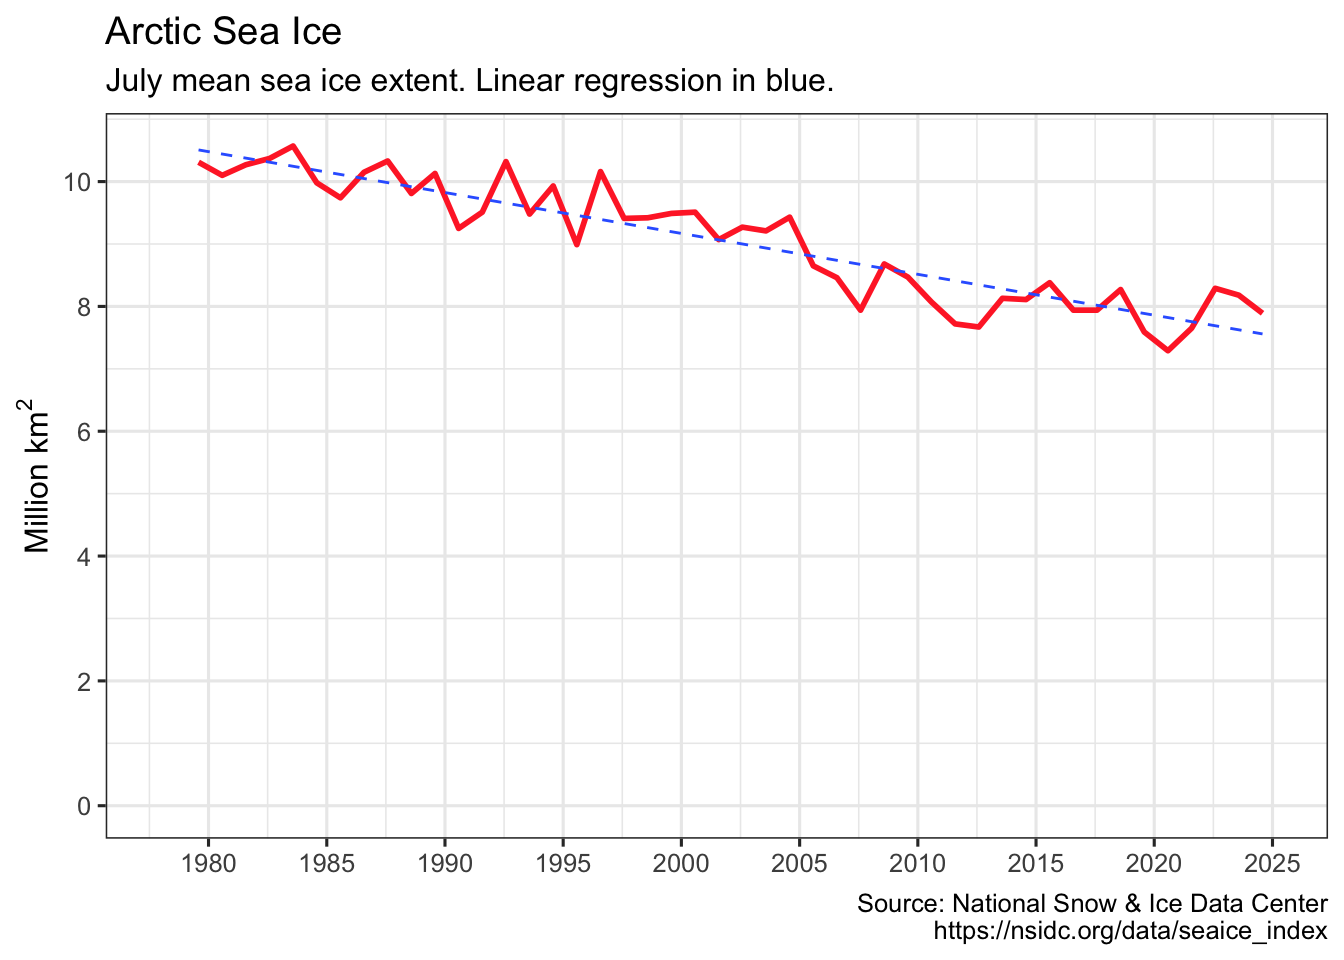 Arctic Sea Ice
July mean sea ice extent. Linear regression in blue.
Million km²
10
8
6
4
2
0
1980 1985 1990 1995 2000 2005 2010 2015 2020 2025
Source: National Snow & Ice Data Center
https://nsidc.org/data/seaice_index